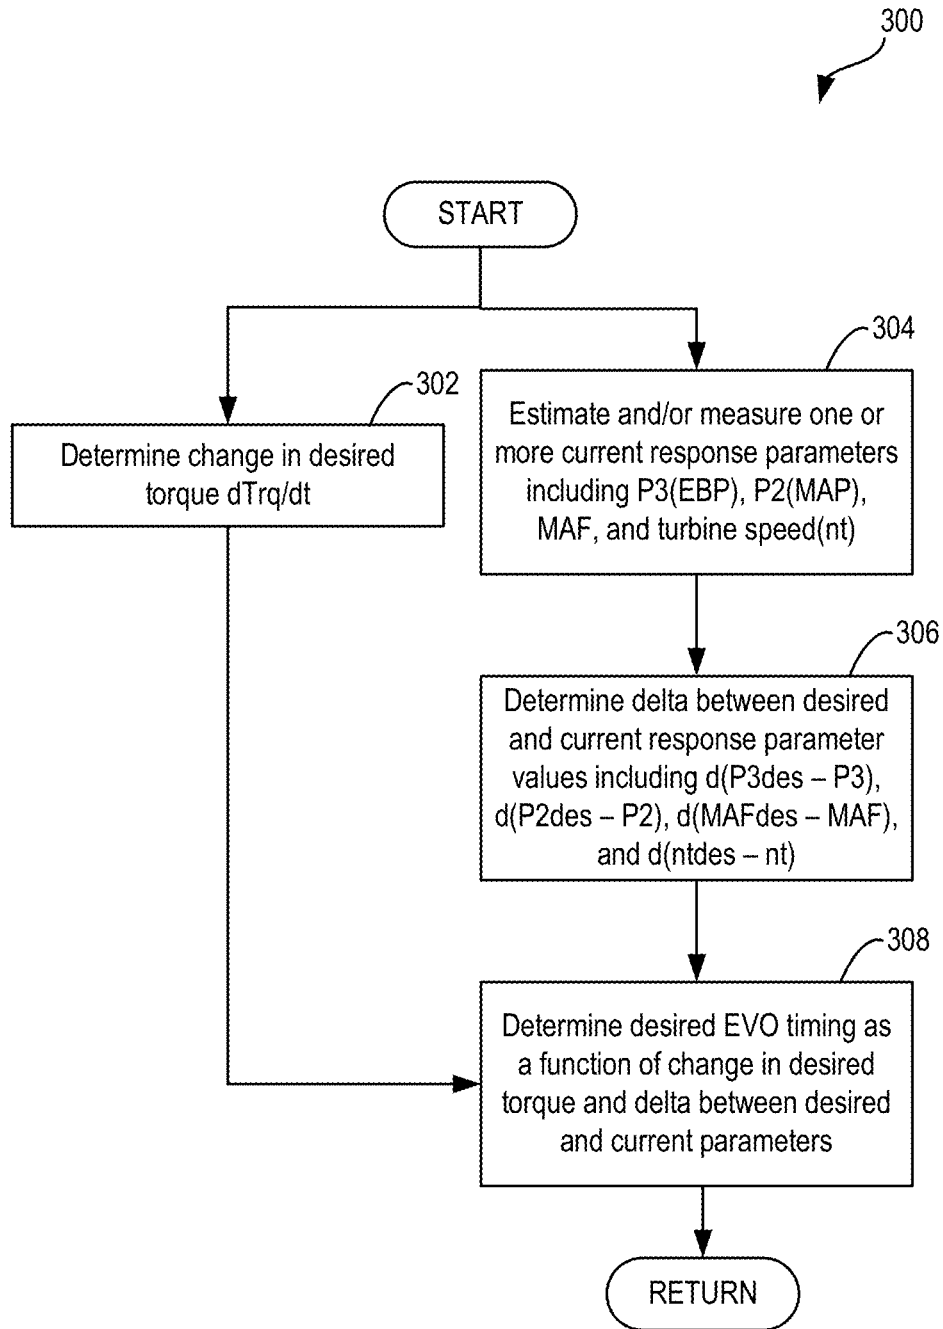 300
START
304
302
Estimate and/or measure one or
more current response parameters
including P3(EBP), P2(MAP),
MAF, and turbine speed(nt)
Determine change in desired
torque dTrq/dt
306
Determine delta between desired
and current response parameter
values including d(P3des – P3),
d(P2des – P2), d(MAFdes – MAF),
and d(ntdes – nt)
308
Determine desired EVO timing as
a function of change in desired
torque and delta between desired
and current parameters
RETURN